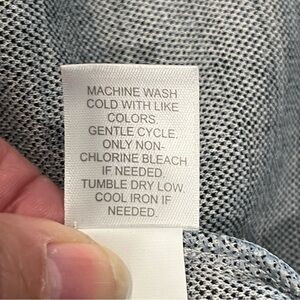 MACHINE WASH
COLD WITH LIKE
COLORS.
GENTLE CYCLE.
ONLY NON-
CHLORINE BLEACH
IF NEEDED.
TUMBLE DRY LOW.
COOL IRON IF
NEEDED.